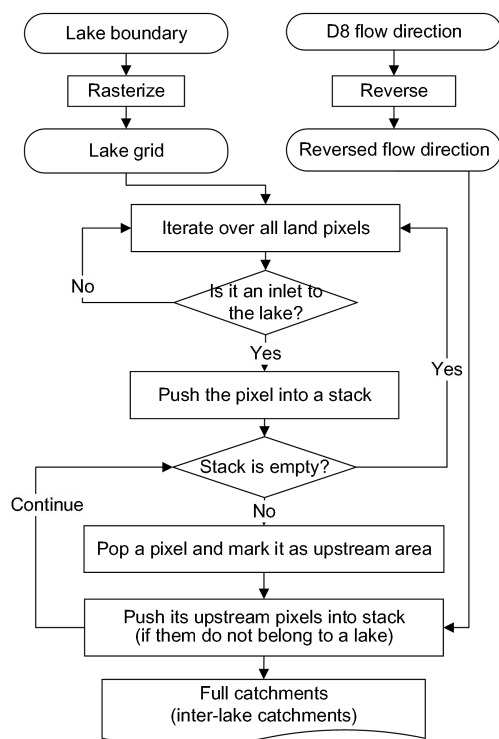 Lake boundary
D8 flow direction
Rasterize
Reverse
Lake grid
Reversed flow direction
Iterate over all land pixels
No
Is it an inlet to
the lake?
Yes
Yes
Push the pixel into a stack
Stack is empty?
Continue
No
Pop a pixel and mark it as upstream area
Push its upstream pixels into stack
(if them do not belong to a lake)
Full catchments
(inter-lake catchments)